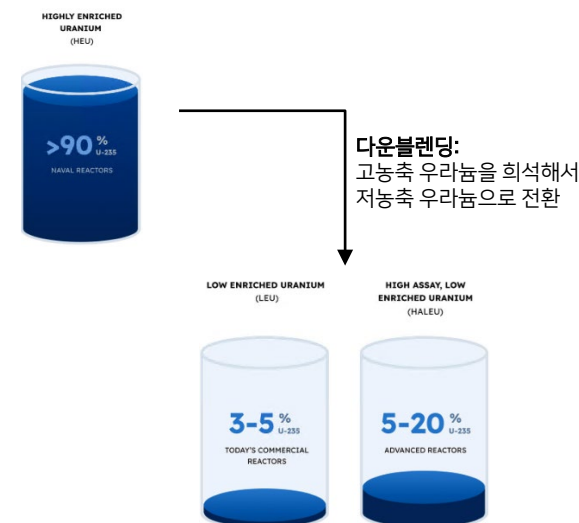 HIGHLY ENRICHED
URANIUM
(HEU)
>90 %
U-235
NAVAL REACTORS
다운블렌딩:
고농축 우라늄을 희석해서
저농축 우라늄으로 전환
LOW ENRICHED URANIUM
(LEU)
3-5 %
U-235
TODAY'S COMMERCIAL
REACTORS
HIGH ASSAY, LOW
ENRICHED URANIUM
(HALEU)
5-20 %
U-235
ADVANCED REACTORS